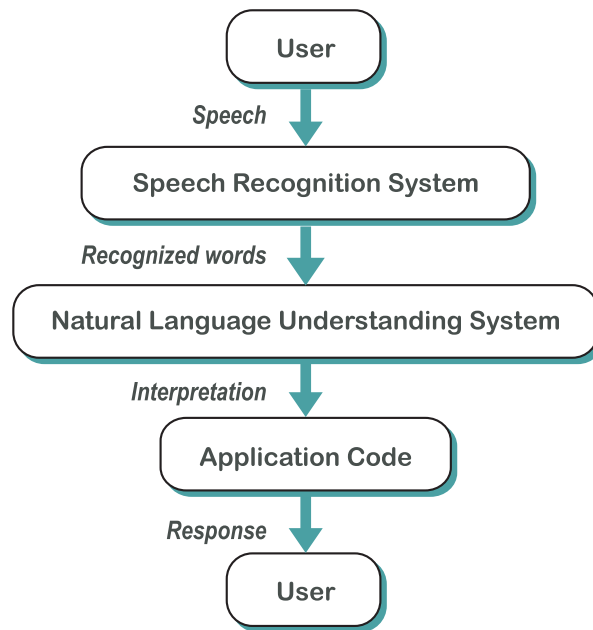 User
Speech
Speech Recognition System
Recognized words
Natural Language Understanding System
Interpretation
Application Code
Response
User